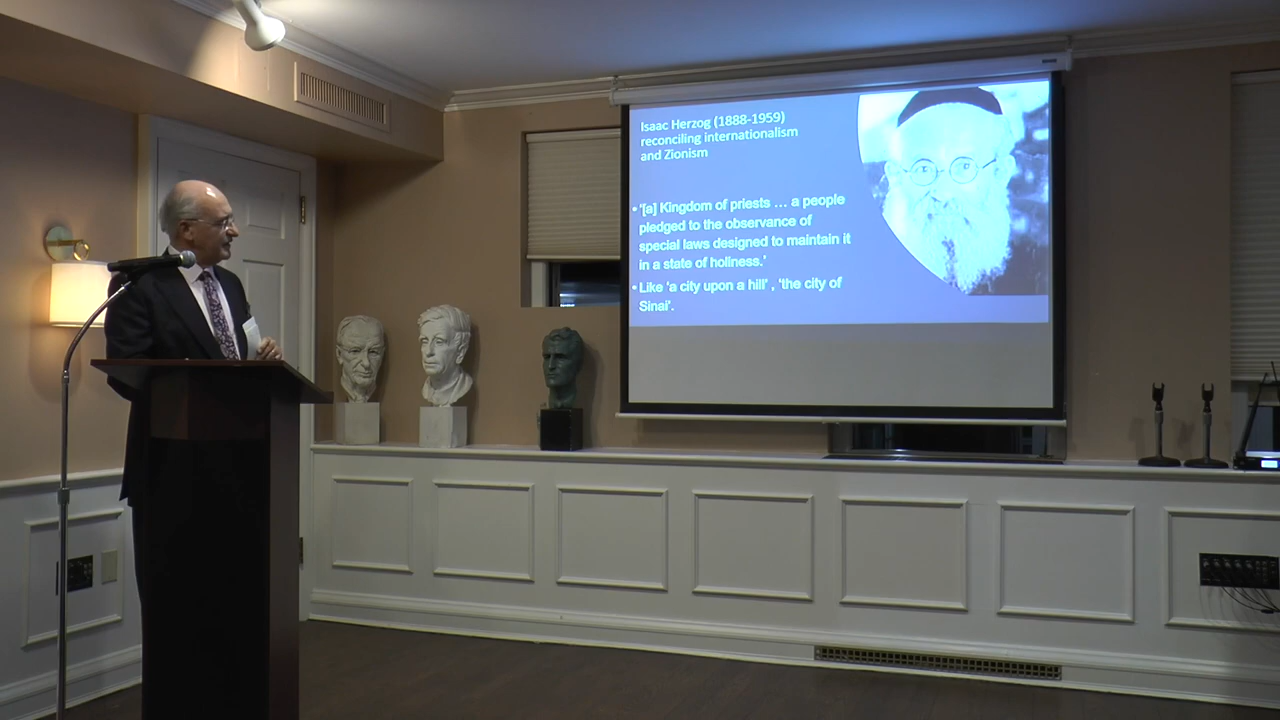 Isaac Herzog (1888-1959)
reconciling internationalism
and Zionism
• '[a] Kingdom of priests ... a people
pledged to the observance of
special laws designed to maintain it
in a state of holiness.'
• Like 'a city upon a hill' , 'the city of
Sinai'.